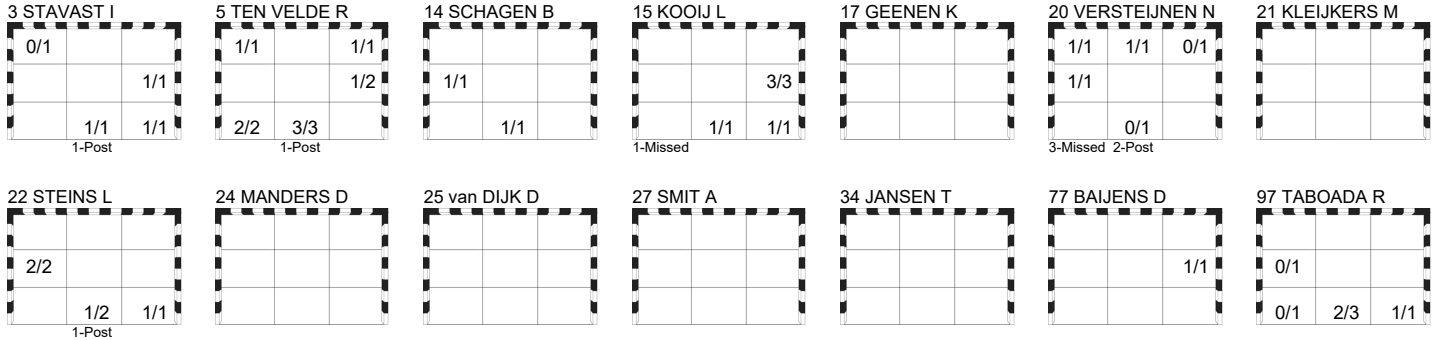 3 STAVAST I 5 TEN VELDE R 14 SCHAGEN B 15 KOOIJ L 17 GEENEN K 20 VERSTEIJNEN N 21 KLEIJKERS M
0/1 1/1 1/1 1/1 1/1 0/1
1/1 1/2 1/1 3/3 1/1
1/1 1/1 2/2 3/3 1/1 1/1 1/1 0/1
1-Post 1-Post 1-Missed 3-Missed 2-Post
22 STEINS L 24 MANDERS D 25 van DIJK D 27 SMIT A 34 JANSEN T 77 BAIJENS D 97 TABOADA R
2/2 1/1 0/1
1/2 1/1 0/1 2/3 1/1
1-Post